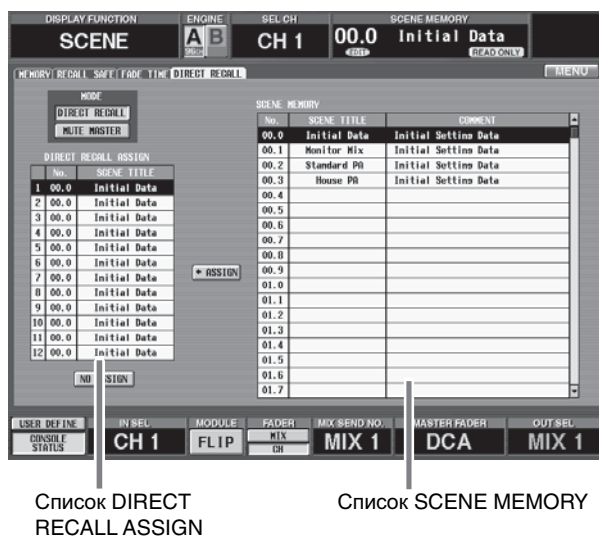 DISPLAY FUNCTION ENGINE SEL CH SCENE MEMORY
SCENE A B CH 1 00.0 Initial Data
96kHz EDIT READ ONLY
MEMORY RECALL SAFE FADE TIME DIRECT RECALL MENU
MODE
DIRECT RECALL
MUTE MASTER
SCENE MEMORY
No. SCENE TITLE COMMENT
00.0 Initial Data Initial Setting Data
00.1 Monitor Mix Initial Setting Data
00.2 Standard PA Initial Setting Data
00.3 House PA Initial Setting Data
00.4
00.5
00.6
00.7
00.8
00.9
01.0
01.1
01.2
01.3
01.4
01.5
01.6
01.7
DIRECT RECALL ASSIGN
No. SCENE TITLE
1 00.0 Initial Data
2 00.0 Initial Data
3 00.0 Initial Data
4 00.0 Initial Data
5 00.0 Initial Data
6 00.0 Initial Data
7 00.0 Initial Data
8 00.0 Initial Data
9 00.0 Initial Data
10 00.0 Initial Data
11 00.0 Initial Data
12 00.0 Initial Data
ASSIGN
NO ASSIGN
USER DEFINE IN SEL MODULE FADER MIX SEND NO. MASTER FADER OUT SEL
CONSOLE STATUS CH 1 FLIP MIX CH MIX 1 DCA MIX 1
Список DIRECT
RECALL ASSIGN
Список SCENE MEMORY